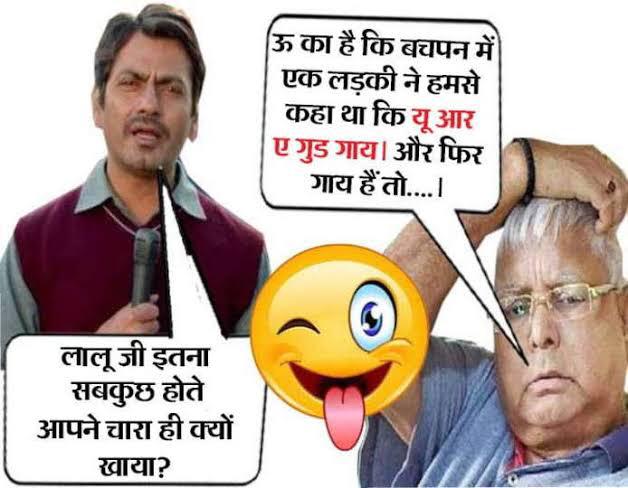 लालू जी इतना
सबकुछ होते
आपने चारा ही क्यों
खाया?
ऊ का है कि बचपन में
एक लड़की ने हमसे
कहा था कि यू आर
ए गुड गाय। और फिर
गाय हैं तो....।